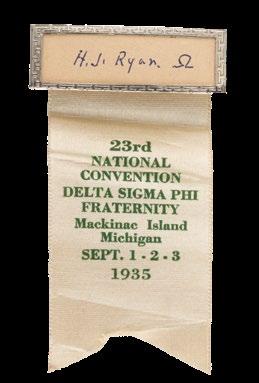 H. J. Ryan. Ω
23rd
NATIONAL
CONVENTION
DELTA SIGMA PHI
FRATERNITY
Mackinac Island
Michigan
SEPT. 1 - 2 - 3
1935